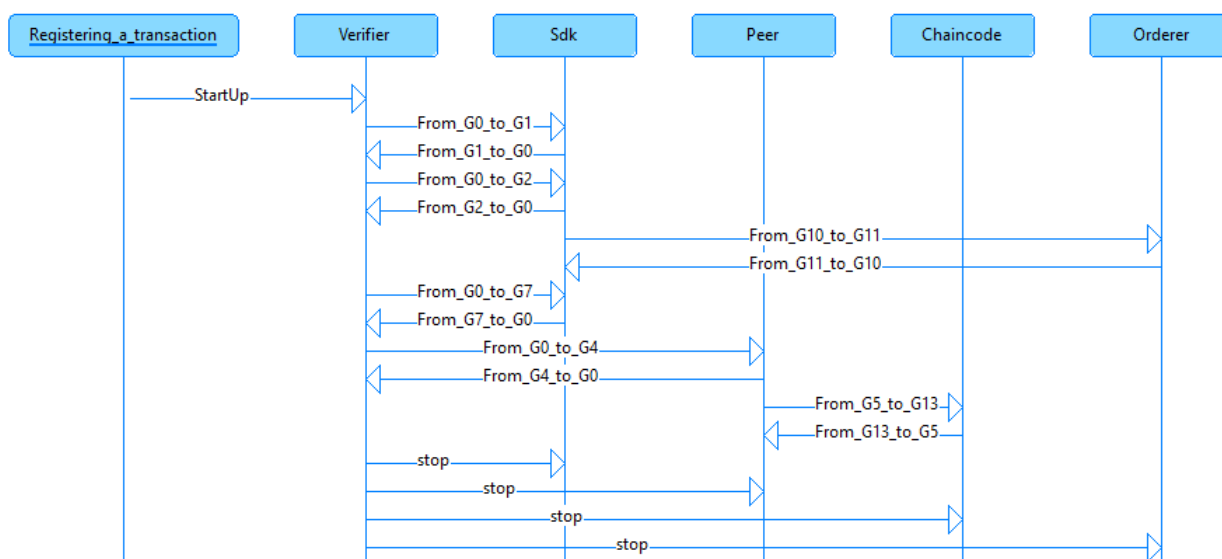 Registering_a_transaction Verifier Sdk Peer Chaincode Orderer
StartUp
From_G0_to_G1
From_G1_to_G0
From_G0_to_G2
From_G2_to_G0
From_G10_to_G11
From_G11_to_G10
From_G0_to_G7
From_G7_to_G0
From_G0_to_G4
From_G4_to_G0
From_G5_to_G13
From_G13_to_G5
stop
stop
stop
stop